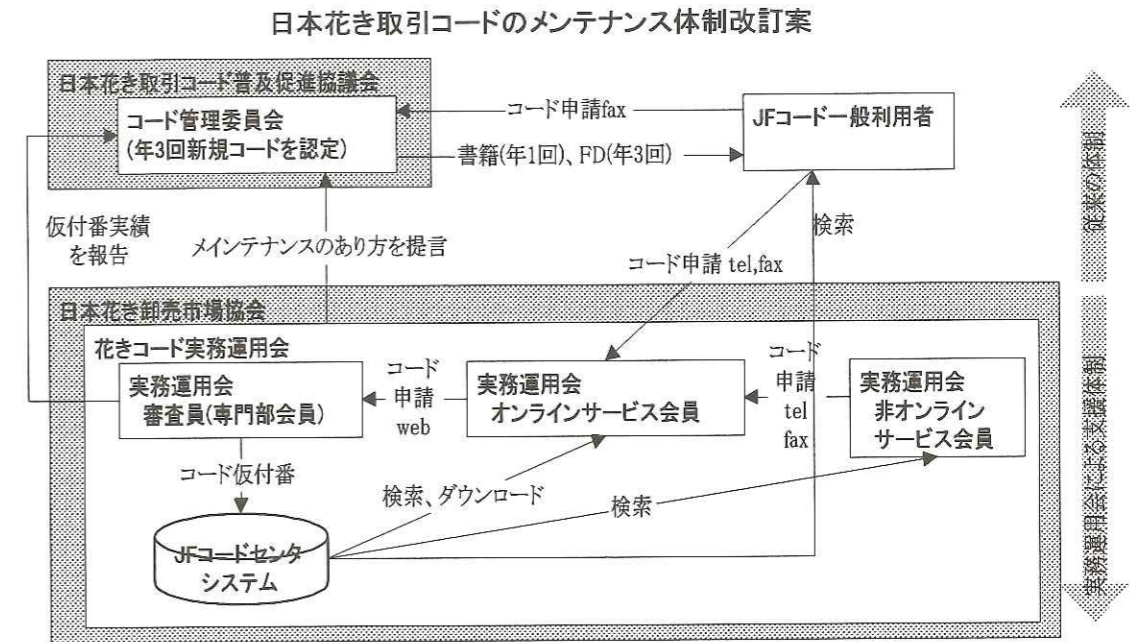 日本花き取引コードのメンテナンス体制改訂案
日本花き取引コード普及促進協議会
コード管理委員会
(年3回新規コードを認定)
コード申請fax
JFコード一般利用者
書籍(年1回)、FD(年3回)
従来の体制
仮付番実績
を報告
メインテナンスのあり方を提言
検索
コード申請 tel,fax
日本花き卸売市場協会
花きコード実務運用会
実務運用会
審査員(専門部会員)
コード
申請
web
実務運用会
オンラインサービス会員
コード
申請
tel
fax
実務運用会
非オンライン
サービス会員
実務運用会による支援体制
コード仮付番
検索、ダウンロード
検索
JFコードセンタ
システム